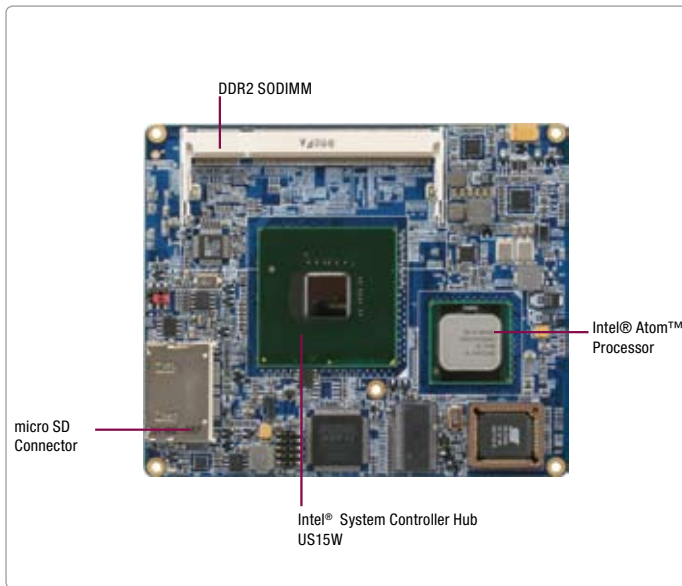 DDR2 SODIMM
Intel® Atom™
Processor
micro SD
Connector
Intel® System Controller Hub
US15W